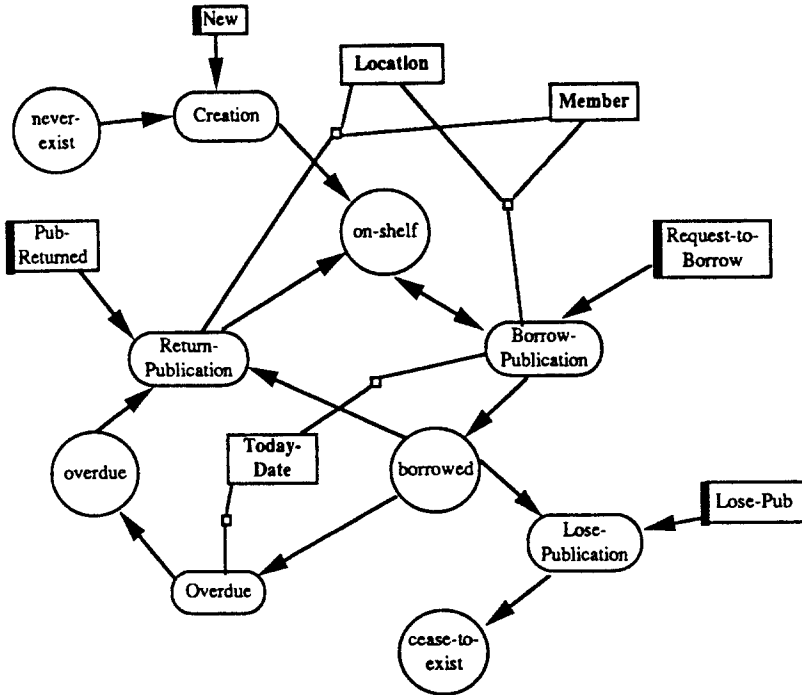 New
Location
Member
never-
exist
Creation
on-shelf
Pub-
Returned
Request-to-
Borrow
Return-
Publication
Borrow-
Publication
overdue
Today-
Date
borrowed
Lose-Pub
Lose-
Publication
Overdue
cease-to-
exist